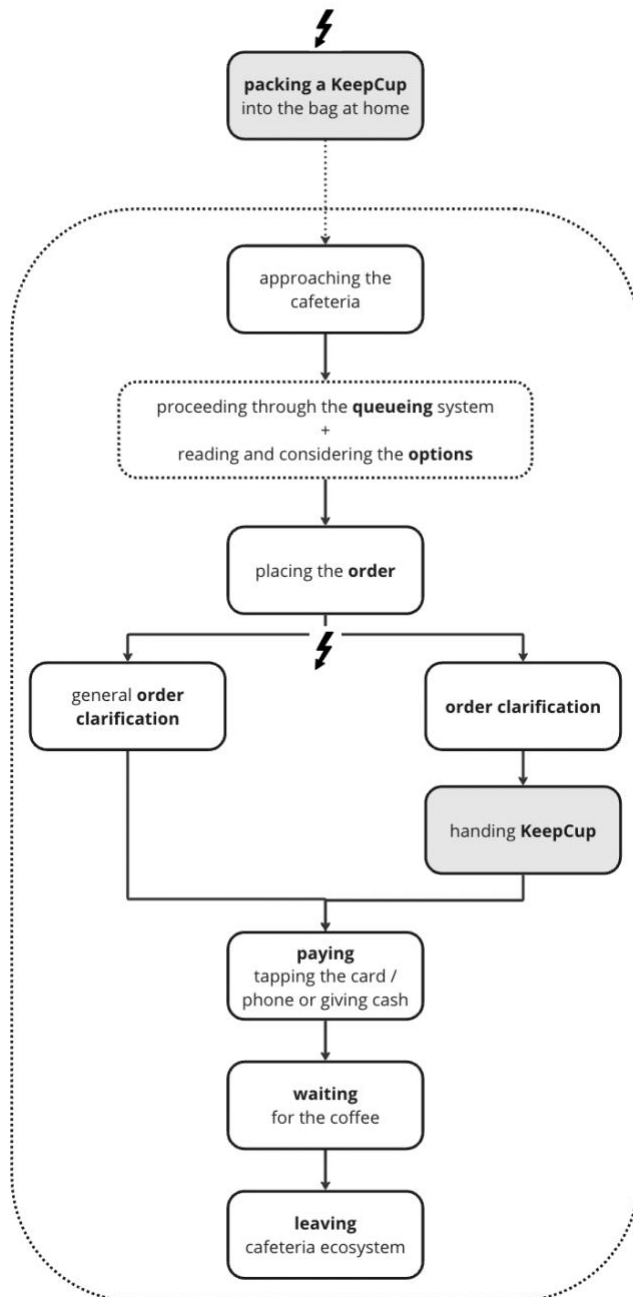 packing a KeepCup
into the bag at home
approaching the
cafeteria
proceeding through the queueing system
+
reading and considering the options
placing the order
general order
clarification
order clarification
handing KeepCup
paying
tapping the card /
phone or giving cash
waiting
for the coffee
leaving
cafeteria ecosystem